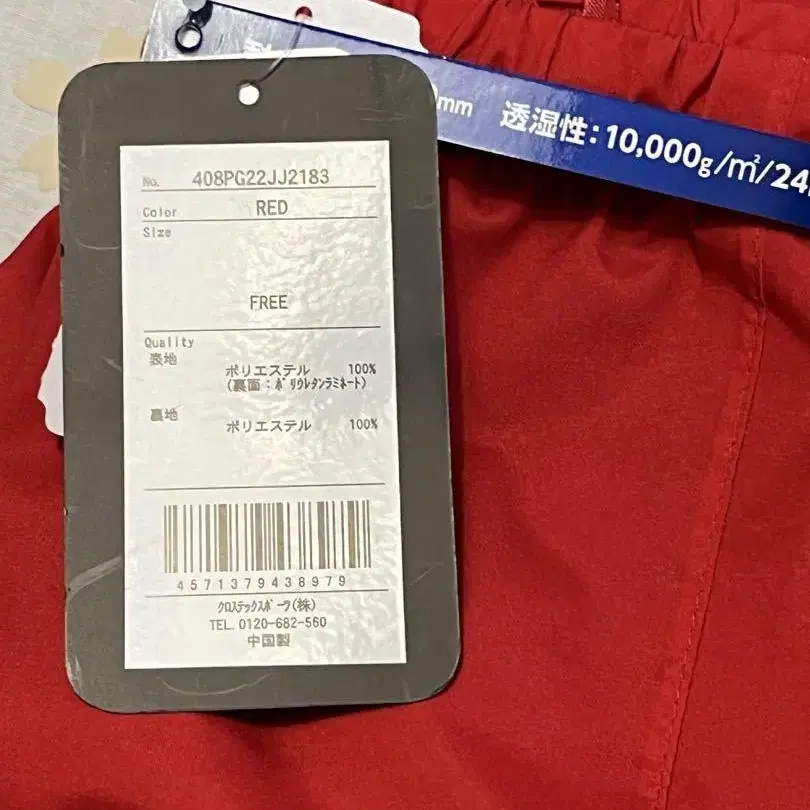 mm 透湿性:10,000g/㎡/24
No. 408PG22JJ2183
Color RED
Size
FREE
Quality
表地
ポリエステル 100%
(裏面:ポリウレタンラミネート)
裏地 ポリエステル 100%
4571379438979
クロステックスポーツ(株)
TEL. 0120-682-560
中国製